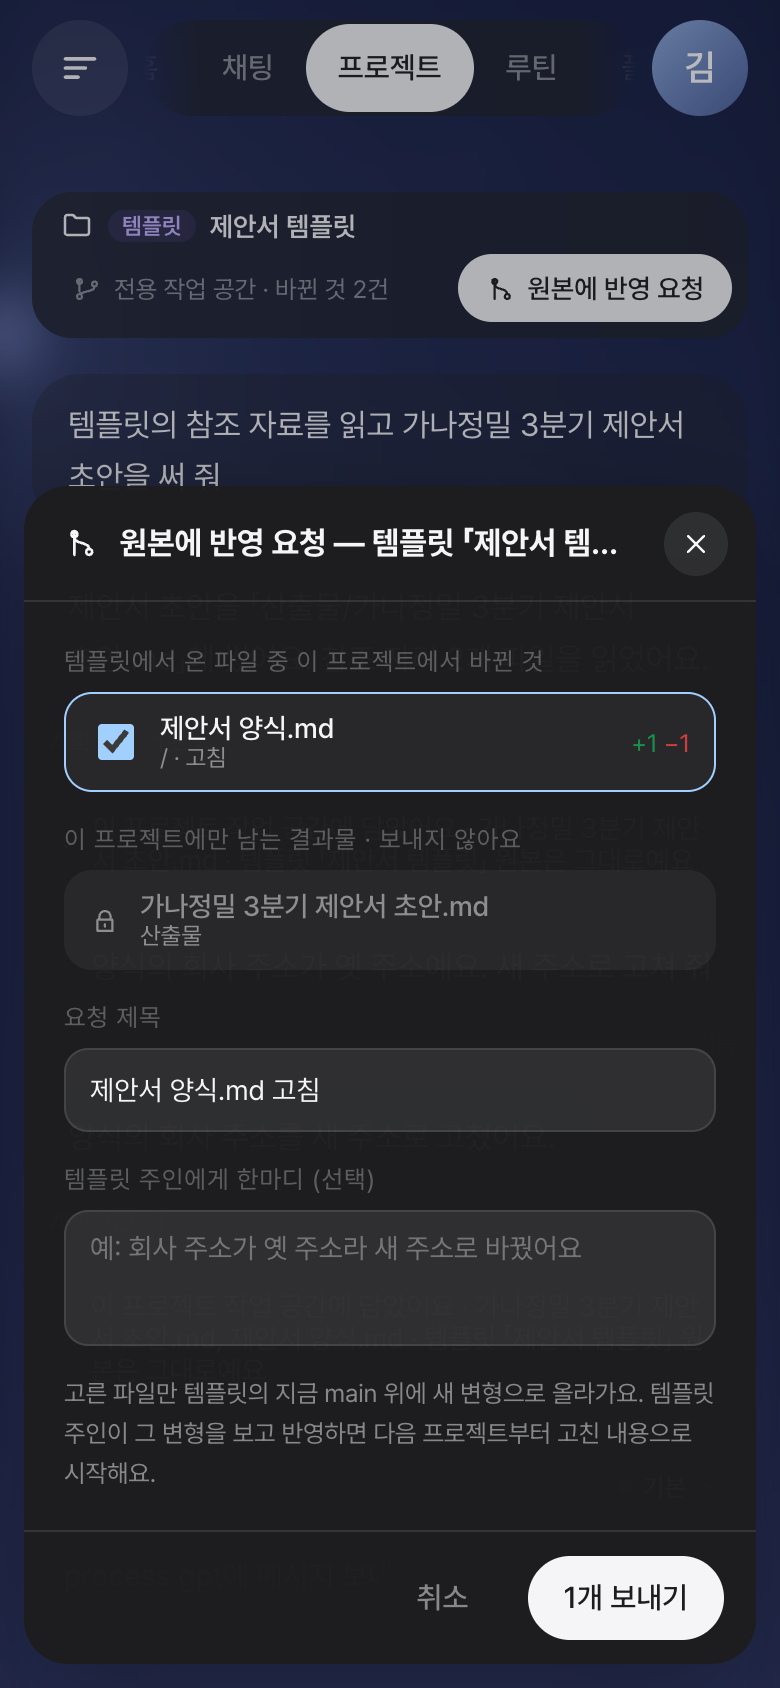 채팅
프로젝트
루틴
김
템플릿 제안서 템플릿
전용 작업 공간 · 바뀐 것 2건
원본에 반영 요청
템플릿의 참조 자료를 읽고 가나정밀 3분기 제안서
초안을 써 줘
원본에 반영 요청 — 템플릿 「제안서 템...
템플릿에서 온 파일 중 이 프로젝트에서 바뀐 것
제안서 양식.md
/ · 고침
+1 −1
이 프로젝트에만 남는 결과물 · 보내지 않아요
가나정밀 3분기 제안서 초안.md
산출물
요청 제목
제안서 양식.md 고침
템플릿 주인에게 한마디 (선택)
예: 회사 주소가 옛 주소라 새 주소로 바꿨어요
고른 파일만 템플릿의 지금 main 위에 새 변형으로 올라가요. 템플릿
주인이 그 변형을 보고 반영하면 다음 프로젝트부터 고친 내용으로
시작해요.
취소
1개 보내기